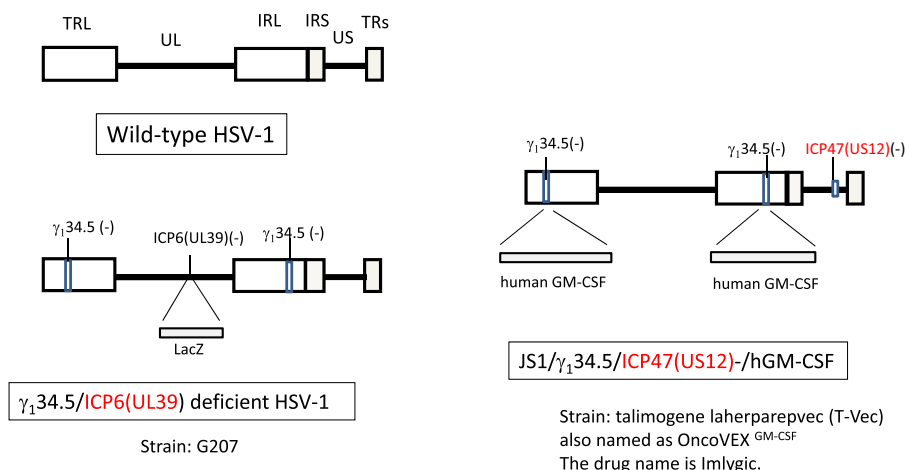 TRL UL IRL IRS US TRs
Wild-type HSV-1
γ134.5 (-) ICP6(UL39)(-) γ134.5 (-)
LacZ
γ134.5/ICP6(UL39) deficient HSV-1
Strain: G207
γ134.5(-) γ134.5(-) ICP47(US12)(-)
human GM-CSF human GM-CSF
JS1/γ134.5/ICP47(US12)-/hGM-CSF
Strain: talimogene laherparepvec (T-Vec)
also named as OncoVEX GM-CSF
The drug name is Imlygic.